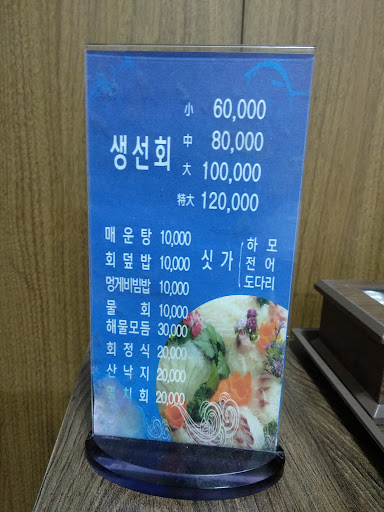 생선회
小 60,000
中 80,000
大 100,000
特大 120,000
매운탕 10,000
회덮밥 10,000
멍게비빔밥 10,000
물 회 10,000
해물모듬 30,000
회정식 20,000
산낙지 20,000
회 20,000
싯가
하모
전어
도다리